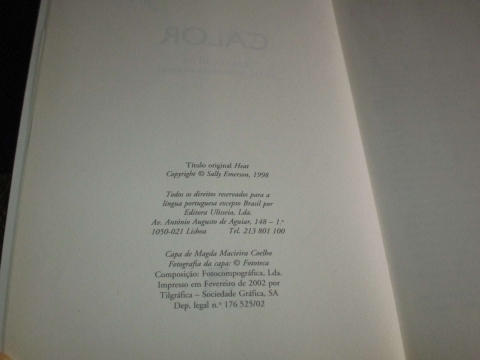 CALOR
Título original Heat
Copyright © Sally Emerson, 1998
Todos os direitos reservados para a
língua portuguesa excepto Brasil por
Editora Ulisseia, Lda.
Av. António Augusto de Aguiar, 148 – 1.º
1050-021 Lisboa Tel. 213 801 100
Capa de Magda Macieira Coelho
Fotografia da capa: © Fototeca
Composição: Fotocompográfica, Lda.
Impresso em Fevereiro de 2002 por
Tilgráfica – Sociedade Gráfica, SA
Dep. legal n.º 176 525/02